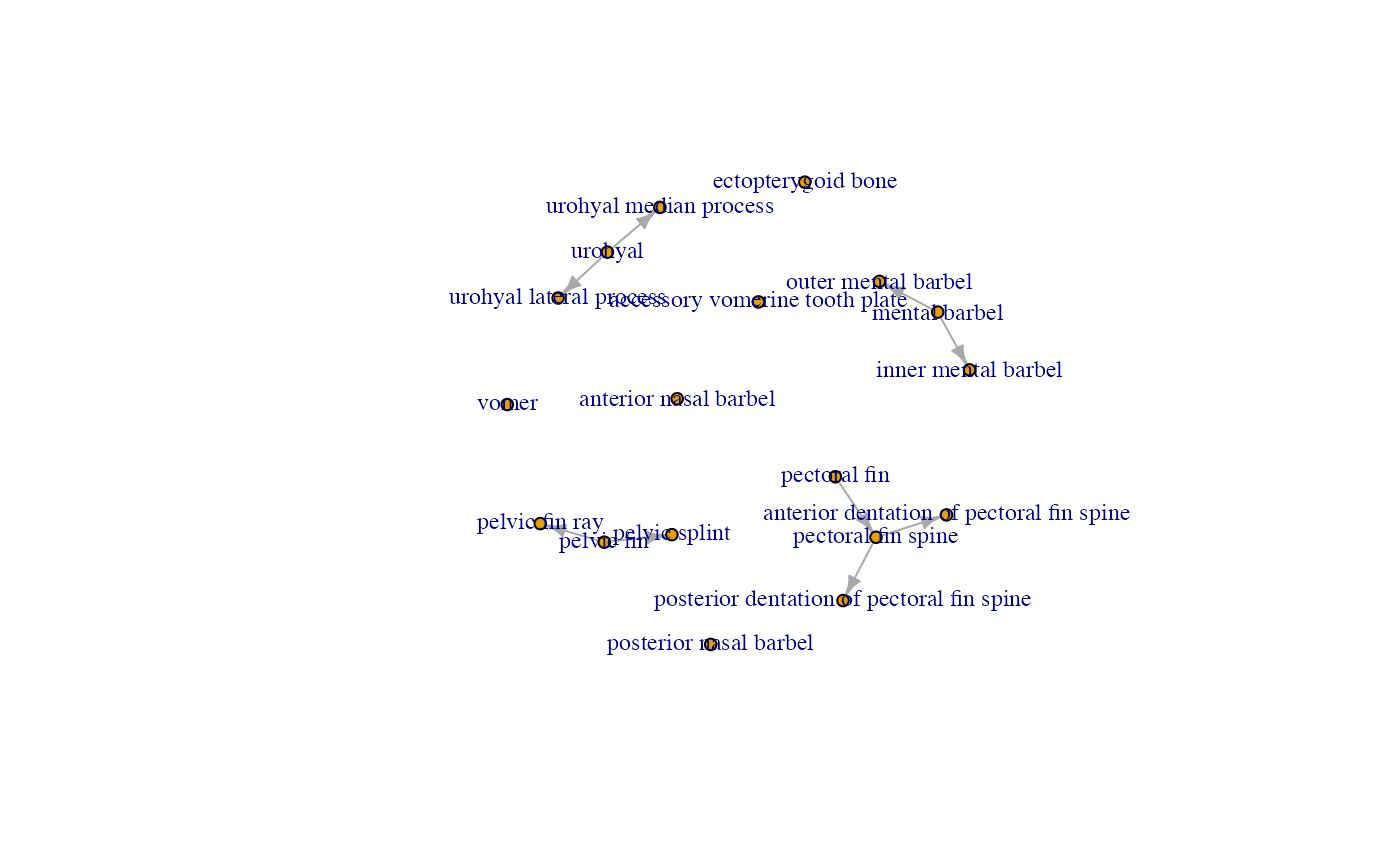 ectopterygoid bone
urohyal median process
urohyal
outer mental barbel
urohyal lateral process
accessory vomerine tooth plate
mental barbel
inner mental barbel
vomer
anterior nasal barbel
pectoral fin
anterior dentation of pectoral fin spine
pelvic fin ray
pelvic splint
pectoral fin spine
pelvic fin
posterior dentation of pectoral fin spine
posterior nasal barbel